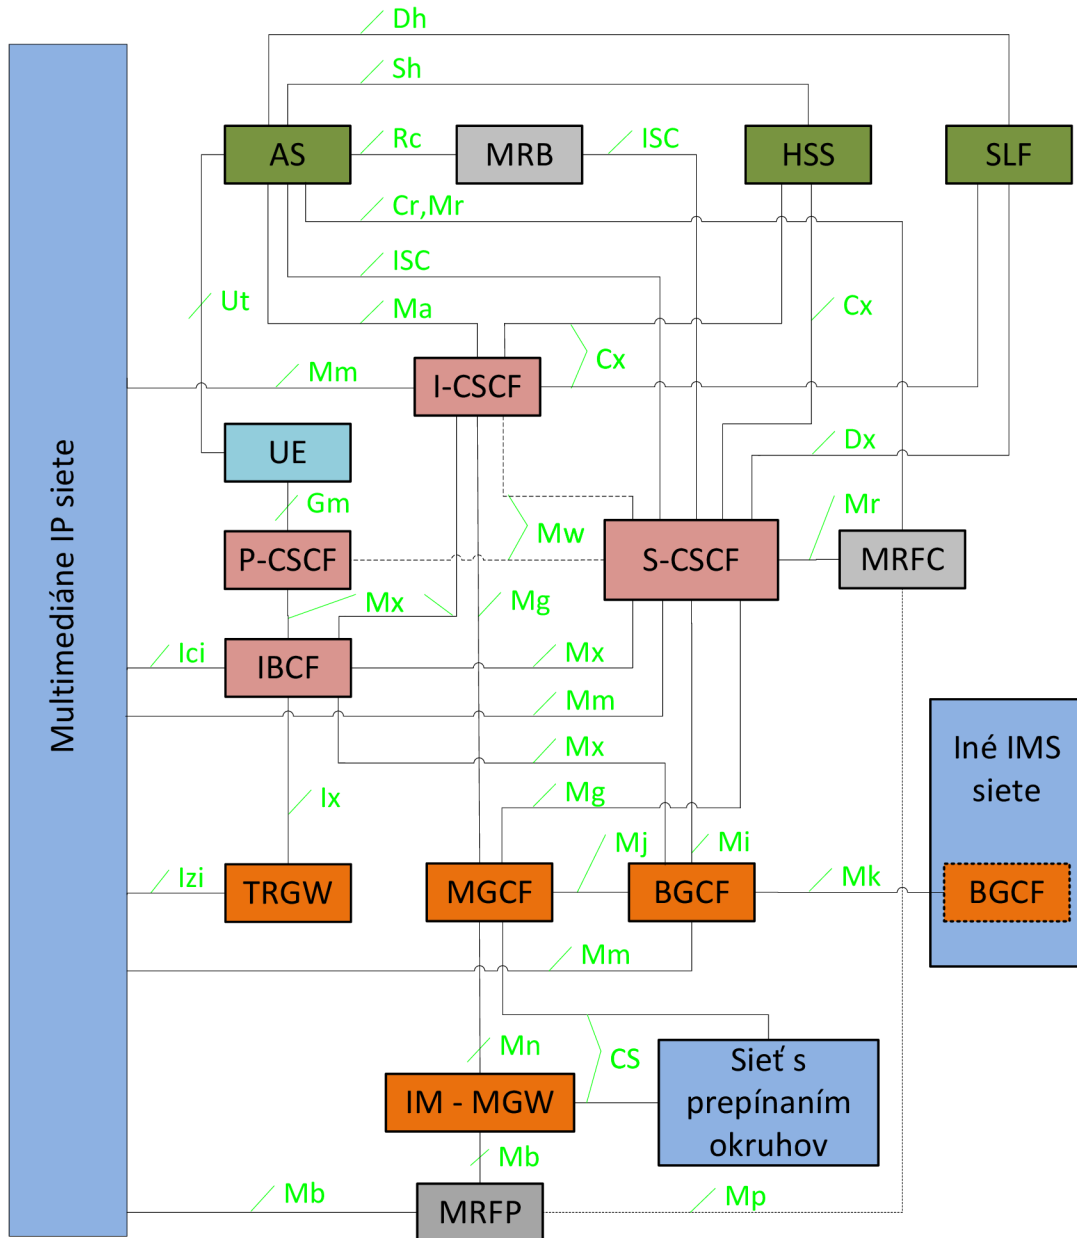 Dh
Sh
AS
Rc
MRB
ISC
HSS
SLF
Cr,Mr
ISC
Ut
Ma
Cx
Cx
Mm
I-CSCF
UE
Dx
Gm
Mw
Mr
P-CSCF
S-CSCF
MRFC
Mx
Mg
Multimediáne IP siete
Ici
IBCF
Mx
Mm
Mx
Iné IMS
siete
Ix
Mg
Mj
Mi
Izi
TRGW
MGCF
BGCF
Mk
BGCF
Mm
Mn
CS
Sieť s
prepínaním
okruhov
IM - MGW
Mb
Mb
MRFP
Mp